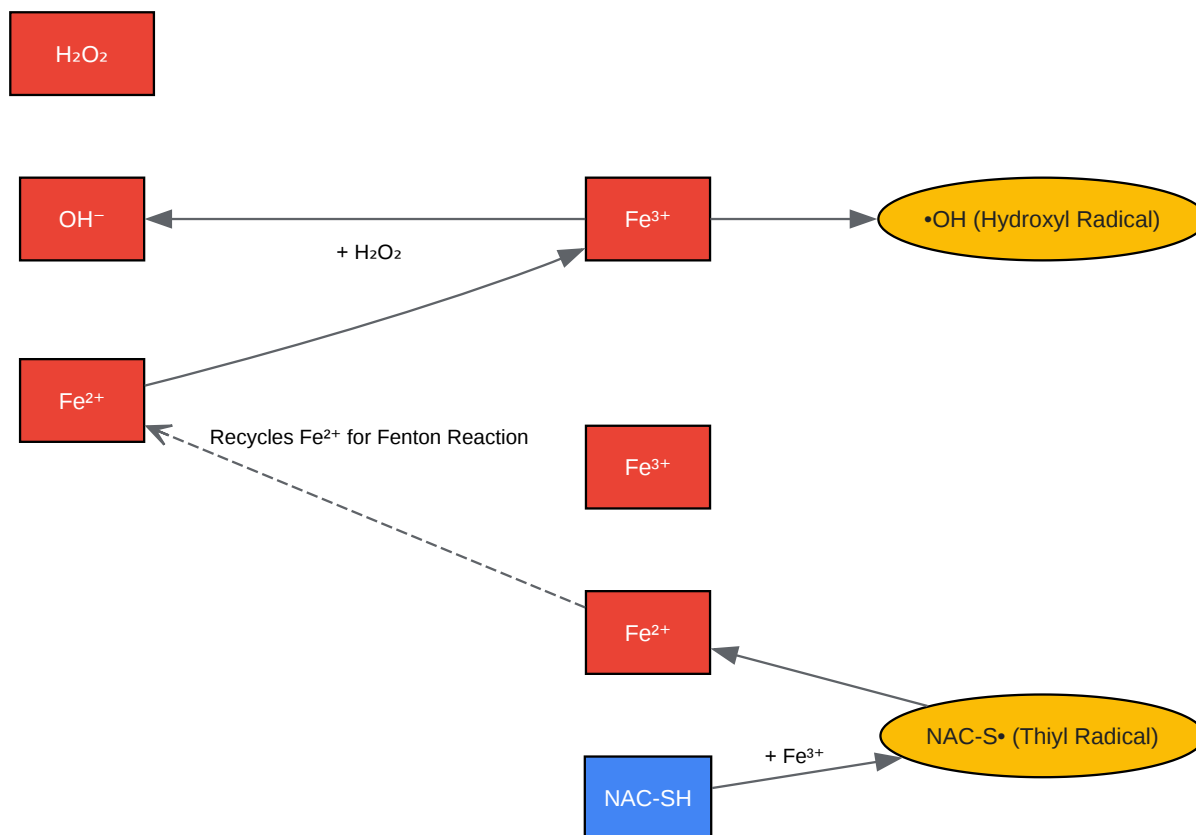 H₂O₂
OH⁻
Fe³⁺
•OH (Hydroxyl Radical)
+ H₂O₂
Fe²⁺
Recycles Fe²⁺ for Fenton Reaction
Fe³⁺
Fe²⁺
NAC-S• (Thiyl Radical)
+ Fe³⁺
NAC-SH